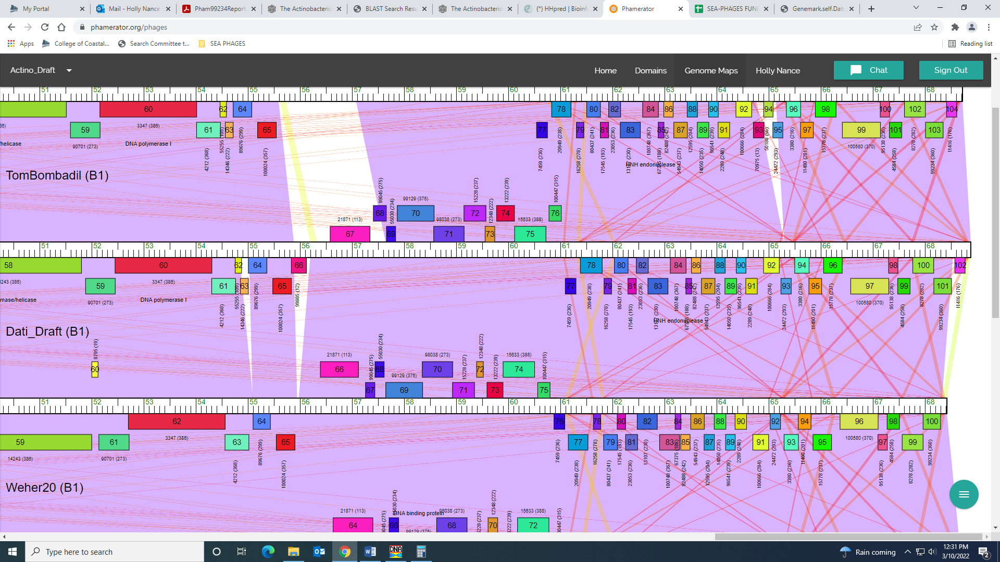 My Portal
Mail - Holly Nance
Pham99234Report
The Actinobacterio
BLAST Search Resu
The Actinobacterio
(*) HHpred | Bioinf
Phamerator
SEA-PHAGES FUNC
Genemark.self.Dati
phamerator.org/phages
Apps
College of Coastal...
Search Committee t...
SEA PHAGES
Reading list
Actino_Draft
Home
Domains
Genome Maps
Holly Nance
Chat
Sign Out
51 52 53 54 55 56 57 58 59 60 61 62 63 64 65 66 67 68
60 62 64 78 80 82 84 86 88 90 92 94 96 98 100 102 104
59 61 63 65 77 79 81 83 85 87 89 91 93 95 97 99 101 103
3347 (386)
/helicase
DNA polymerase I
90701 (273)
4212 (368)
55255 (109)
14346 (222)
89676 (299)
100024 (357)
7459 (236)
20949 (238)
16258 (278)
80437 (241)
17545 (193)
23053 (236)
13107 (230)
100748 (367)
67375 (188)
82488 (242)
54943 (237)
12595 (204)
14050 (235)
96541 (239)
2289 (248)
100666 (284)
70975 (13)
50180 (66)
24472 (293)
3380 (216)
11490 (201)
15778 (237)
100580 (370)
95138 (236)
4584 (258)
8278 (282)
99234 (360)
11416 (176)
HNH endonuclease
TomBombadil (B1)
99045 (275)
55030 (234)
99129 (375)
15228 (237)
12348 (222)
13222 (239)
100447 (315)
68 70 72 74 76
21871 (113)
98038 (273)
15633 (388)
67 69 71 73 75
51 52 53 54 55 56 57 58 59 60 61 62 63 64 65 66 67 68
58 60 62 64 66 78 80 82 84 86 88 90 92 94 96 98 100 102
59 61 63 65 77 79 81 83 85 87 89 91 93 95 97 99 101
4243 (386)
3347 (386)
mase/helicase
DNA polymerase I
90701 (273)
4212 (368)
55255 (109)
14346 (222)
89676 (299)
100024 (357)
99885 (12)
7459 (236)
20949 (238)
16258 (278)
80437 (241)
17545 (193)
23053 (236)
13107 (230)
100748 (367)
67375 (188)
82488 (242)
54943 (237)
12595 (204)
14050 (235)
96541 (239)
2289 (248)
100666 (284)
24472 (293)
3380 (216)
11490 (201)
15778 (237)
100580 (370)
95138 (236)
4584 (258)
8278 (282)
99234 (360)
11416 (176)
HNH endonuclease
Dati_Draft (B1)
8795 (19)
60
21871 (113)
99045 (275)
55030 (234)
98038 (273)
15228 (237)
12348 (222)
13222 (239)
15633 (388)
100447 (315)
66 68 70 72 74
99129 (375)
67 69 71 73 75
51 52 53 54 55 56 57 58 59 60 61 62 63 64 65 66 67 68
62 64 76 78 80 82 84 86 88 90 92 94 96 98 100
59 61 63 65 77 79 81 83 85 87 89 91 93 95 97 99
3347 (386)
14243 (386)
90701 (273)
4212 (368)
89676 (299)
100024 (357)
7459 (236)
20949 (238)
16258 (278)
80437 (241)
17545 (193)
23053 (236)
13107 (230)
100748 (367)
67375 (188)
82488 (242)
54943 (237)
12595 (204)
14050 (235)
96541 (239)
2289 (248)
100666 (284)
24472 (293)
3380 (216)
11490 (201)
15778 (237)
100580 (370)
95138 (236)
4584 (258)
8278 (282)
99234 (360)
Weher20 (B1)
21871 (113)
55030 (234)
DNA binding protein
98038 (273)
12348 (222)
15633 (388)
64 66 68 70 72
99129 (375)
Type here to search
Rain coming
12:31 PM
3/10/2022
2